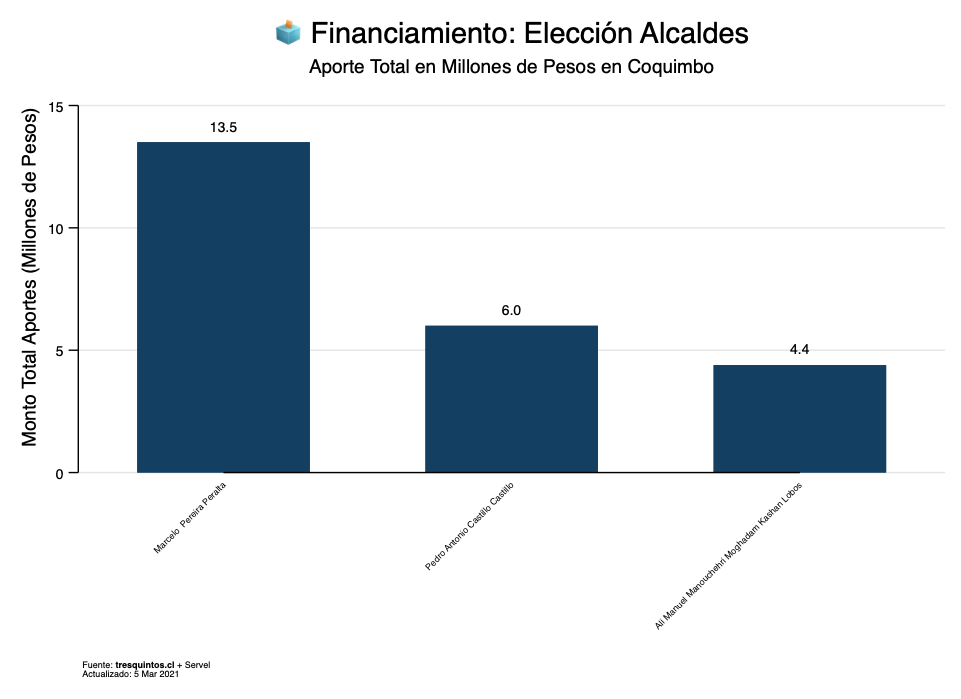 Financiamiento: Elección Alcaldes
Aporte Total en Millones de Pesos en Coquimbo
Monto Total Aportes (Millones de Pesos)
15
10
5
0
13.5
6.0
4.4
Marcelo Pereira Peralta
Pedro Antonio Castillo Castillo
Ali Manuel Manouchehri Moghadam Kashan Lobos
Fuente: tresquintos.cl + Servel
Actualizado: 5 Mar 2021